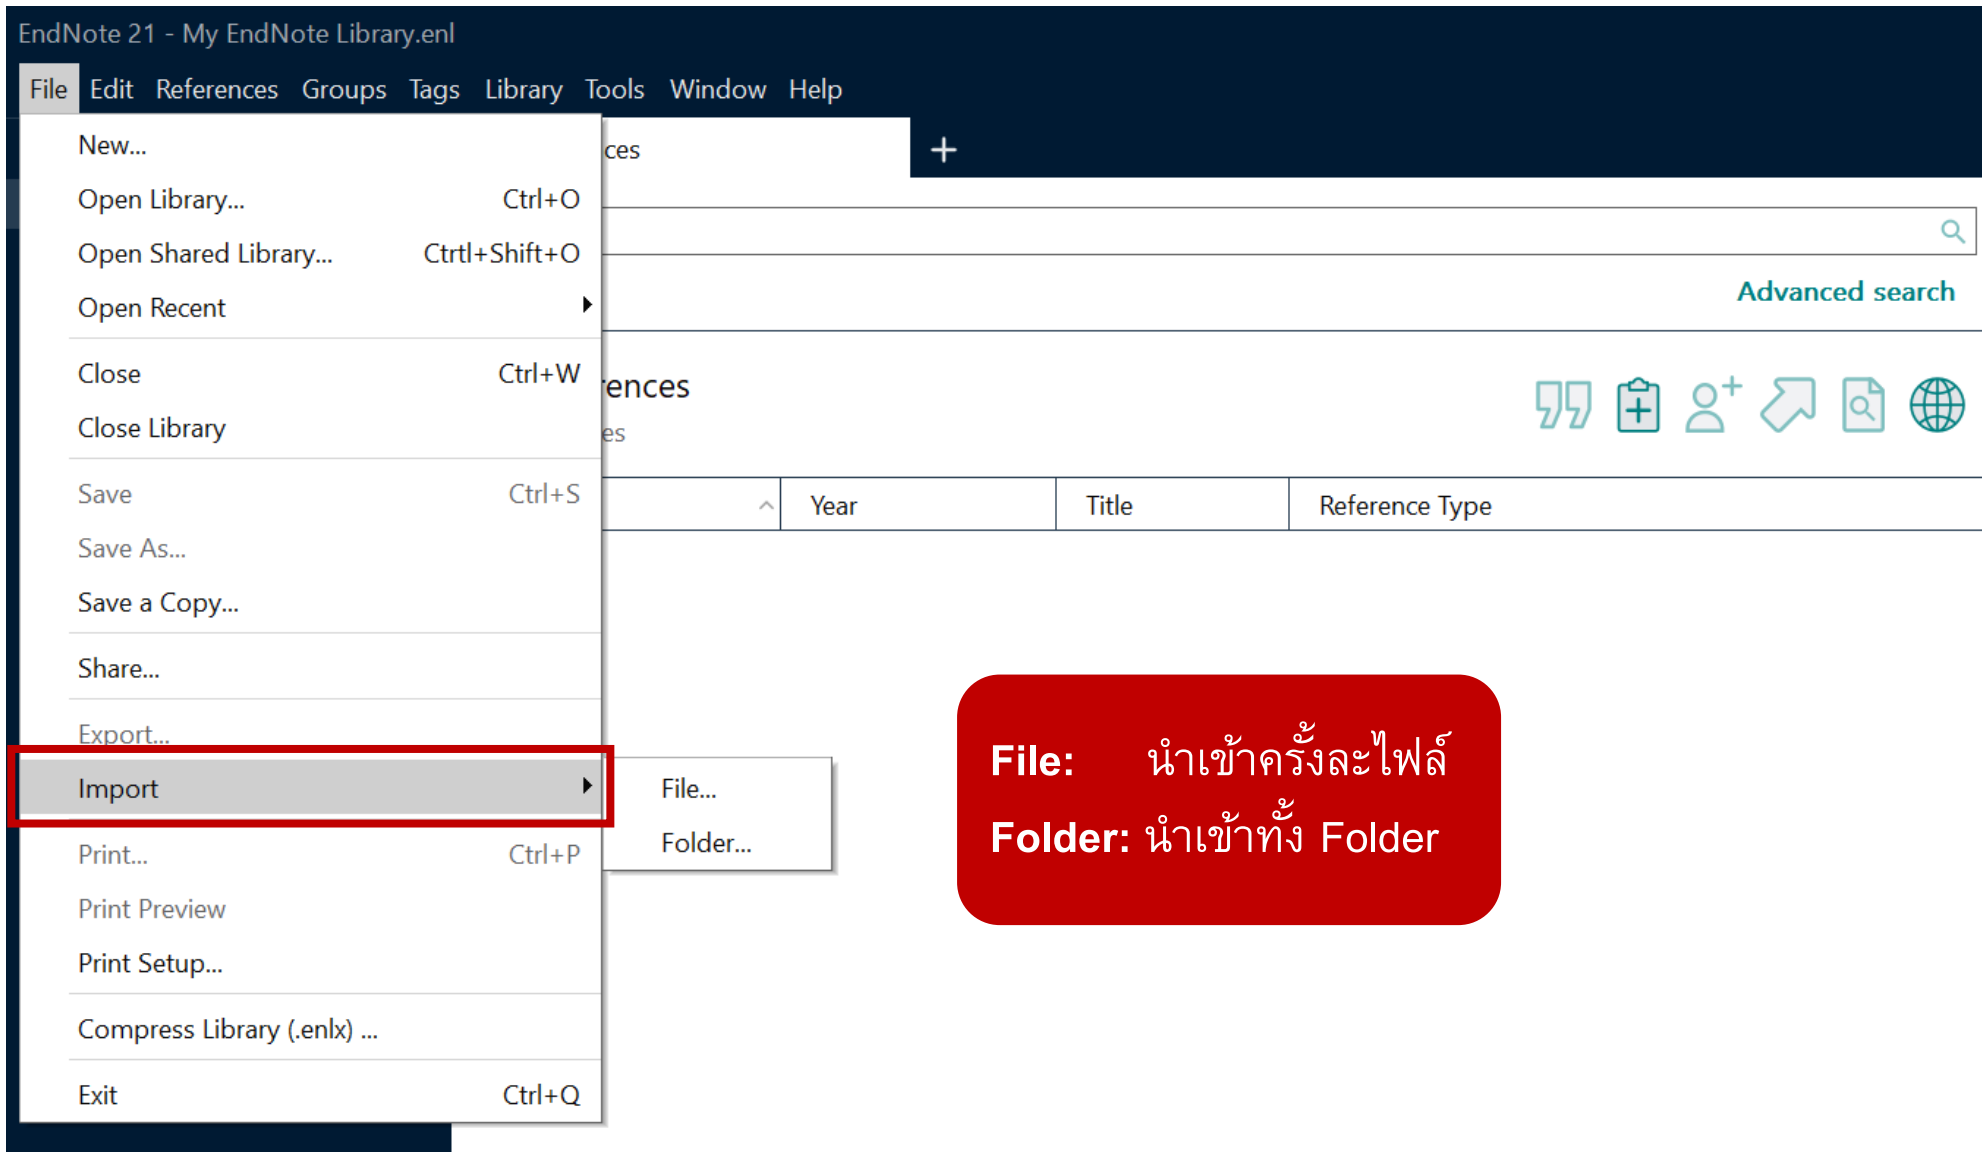 EndNote 21 - My EndNote Library.enl
File Edit References Groups Tags Library Tools Window Help
New...
ces
+
Open Library... Ctrl+O
Open Shared Library... Ctrtl+Shift+O
Open Recent
Advanced search
Close Ctrl+W
rences
Close Library
es
Save Ctrl+S
Year Title Reference Type
Save As...
Save a Copy...
Share...
Export...
Import
File...
Folder...
File: นำเข้าครั้งละไฟล์
Folder: นำเข้าทั้ง Folder
Print... Ctrl+P
Print Preview
Print Setup...
Compress Library (.enlx) ...
Exit Ctrl+Q